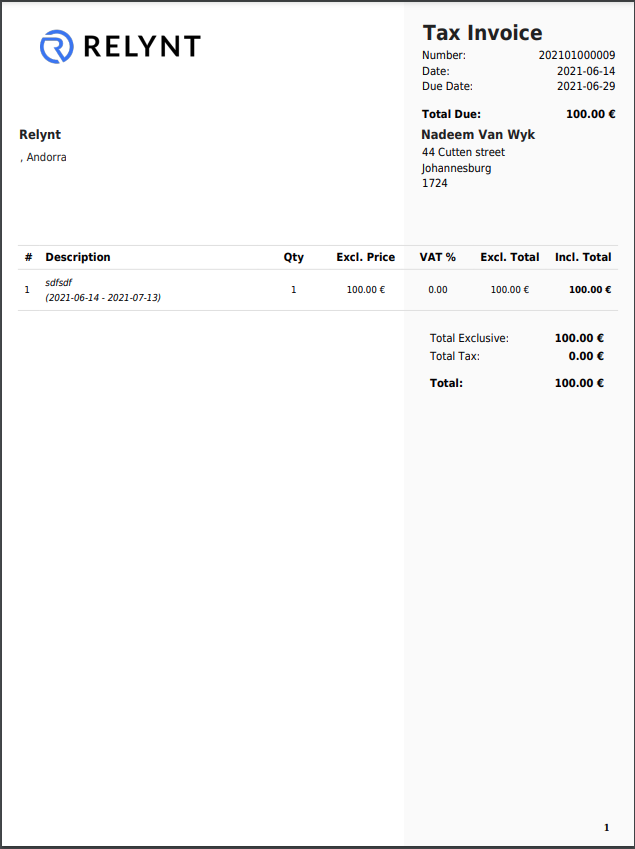 RELYNT
Tax Invoice
Number: 202101000009
Date: 2021-06-14
Due Date: 2021-06-29
Total Due: 100.00 €
Relynt
, Andorra
Nadeem Van Wyk
44 Cutten street
Johannesburg
1724
# Description Qty Excl. Price VAT % Excl. Total Incl. Total
1 sdfsdf 1 100.00 € 0.00 100.00 € 100.00 €
(2021-06-14 - 2021-07-13)
Total Exclusive: 100.00 €
Total Tax: 0.00 €
Total: 100.00 €
1